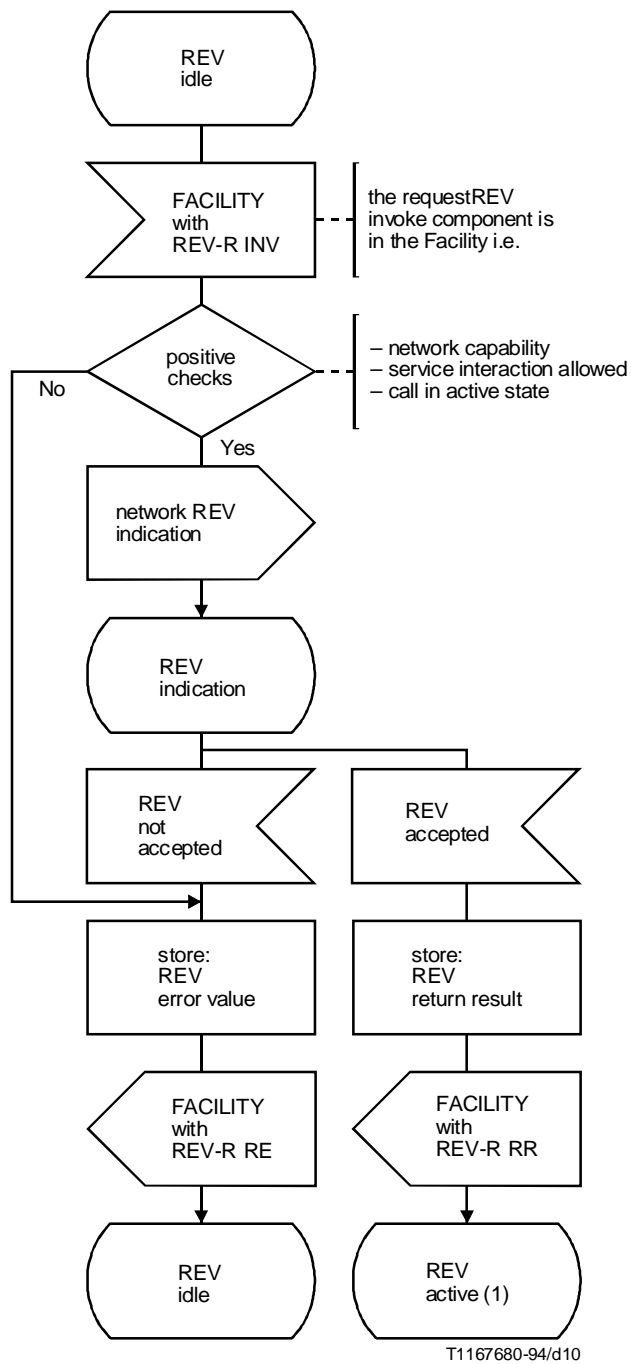 REV
idle
FACILITY
with
REV-R INV
the requestREV
invoke component is
in the Facility i.e.
positive
checks
– network capability
– service interaction allowed
– call in active state
No
Yes
network REV
indication
REV
indication
REV
not
accepted
REV
accepted
store:
REV
error value
store:
REV
return result
FACILITY
with
REV-R RE
FACILITY
with
REV-R RR
REV
idle
REV
active (1)
T1167680-94/d10